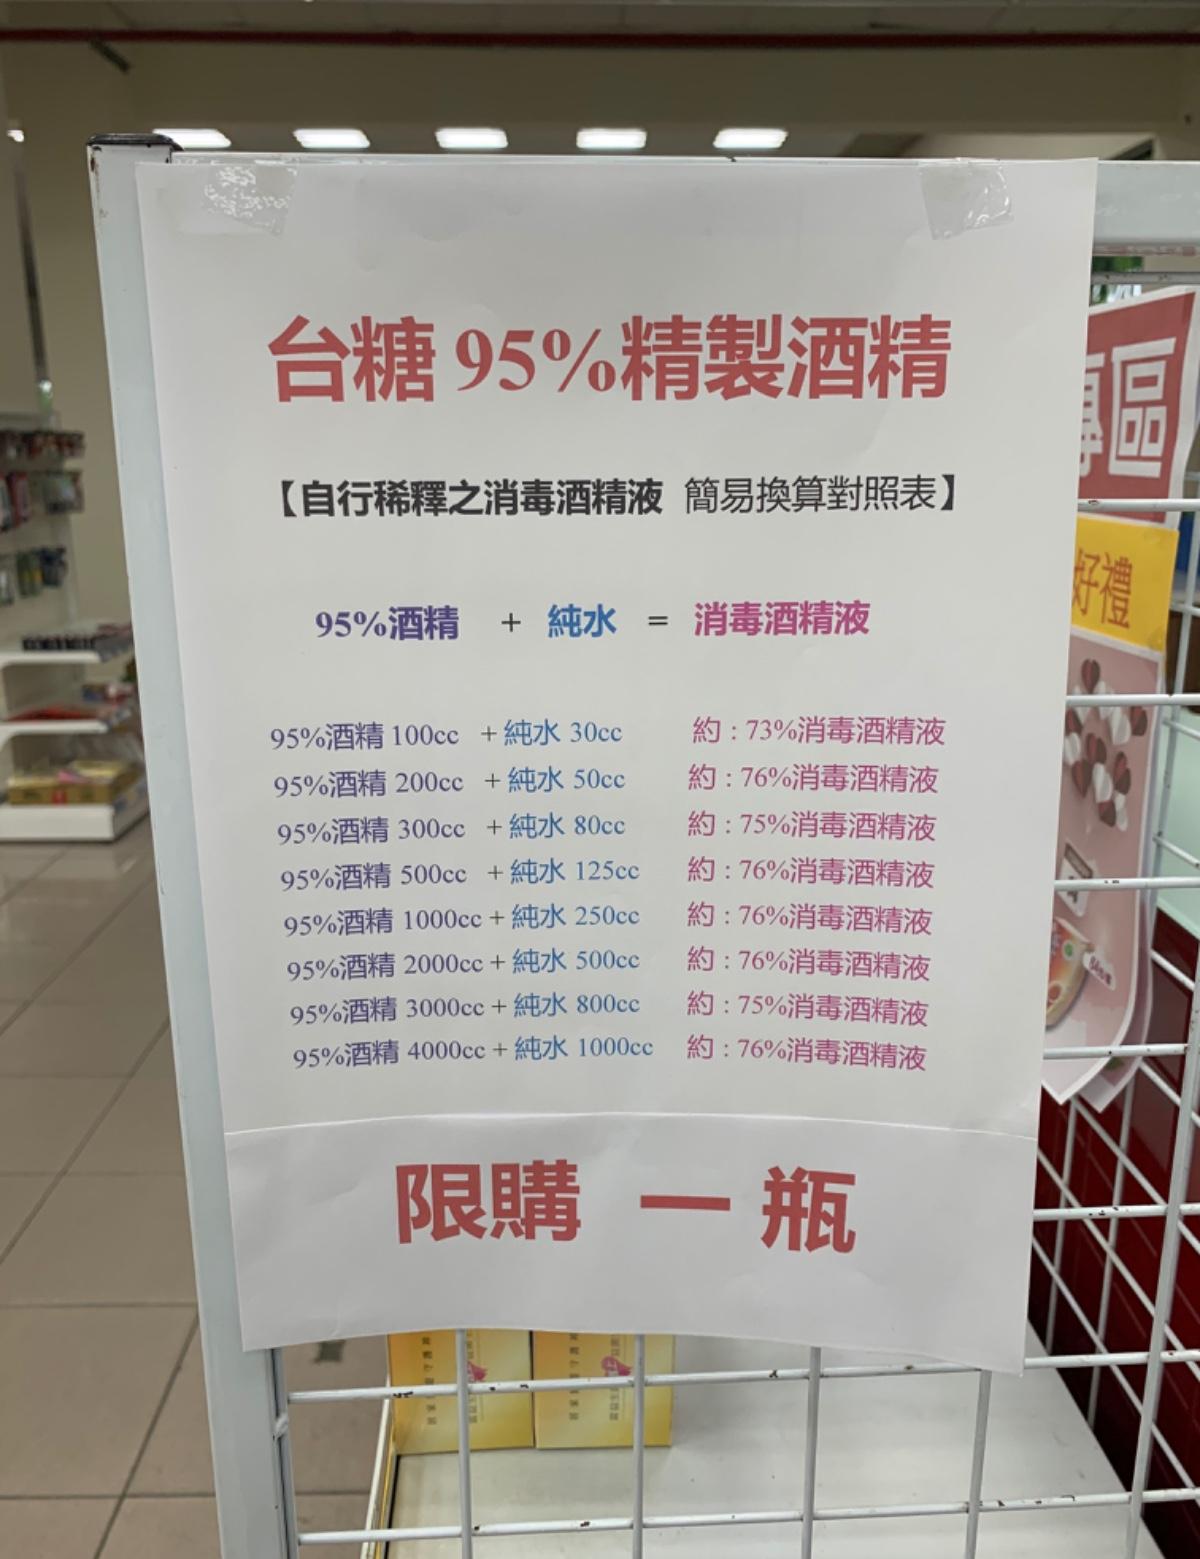 台糖 95%精製酒精
【自行稀釋之消毒酒精液 簡易換算對照表】
95%酒精 + 純水 = 消毒酒精液
95%酒精 100cc +純水 30cc 約:73%消毒酒精液
95%酒精 200cc +純水 50cc 約:76%消毒酒精液
95%酒精 300cc +純水 80cc 約:75%消毒酒精液
95%酒精 500cc +純水 125cc 約:76%消毒酒精液
95%酒精 1000cc+純水 250cc 約:76%消毒酒精液
95%酒精 2000cc+純水 500cc 約:76%消毒酒精液
95%酒精 3000cc+純水 800cc 約:75%消毒酒精液
95%酒精 4000cc+純水 1000cc 約:76%消毒酒精液
限購 一 瓶
專區
好禮